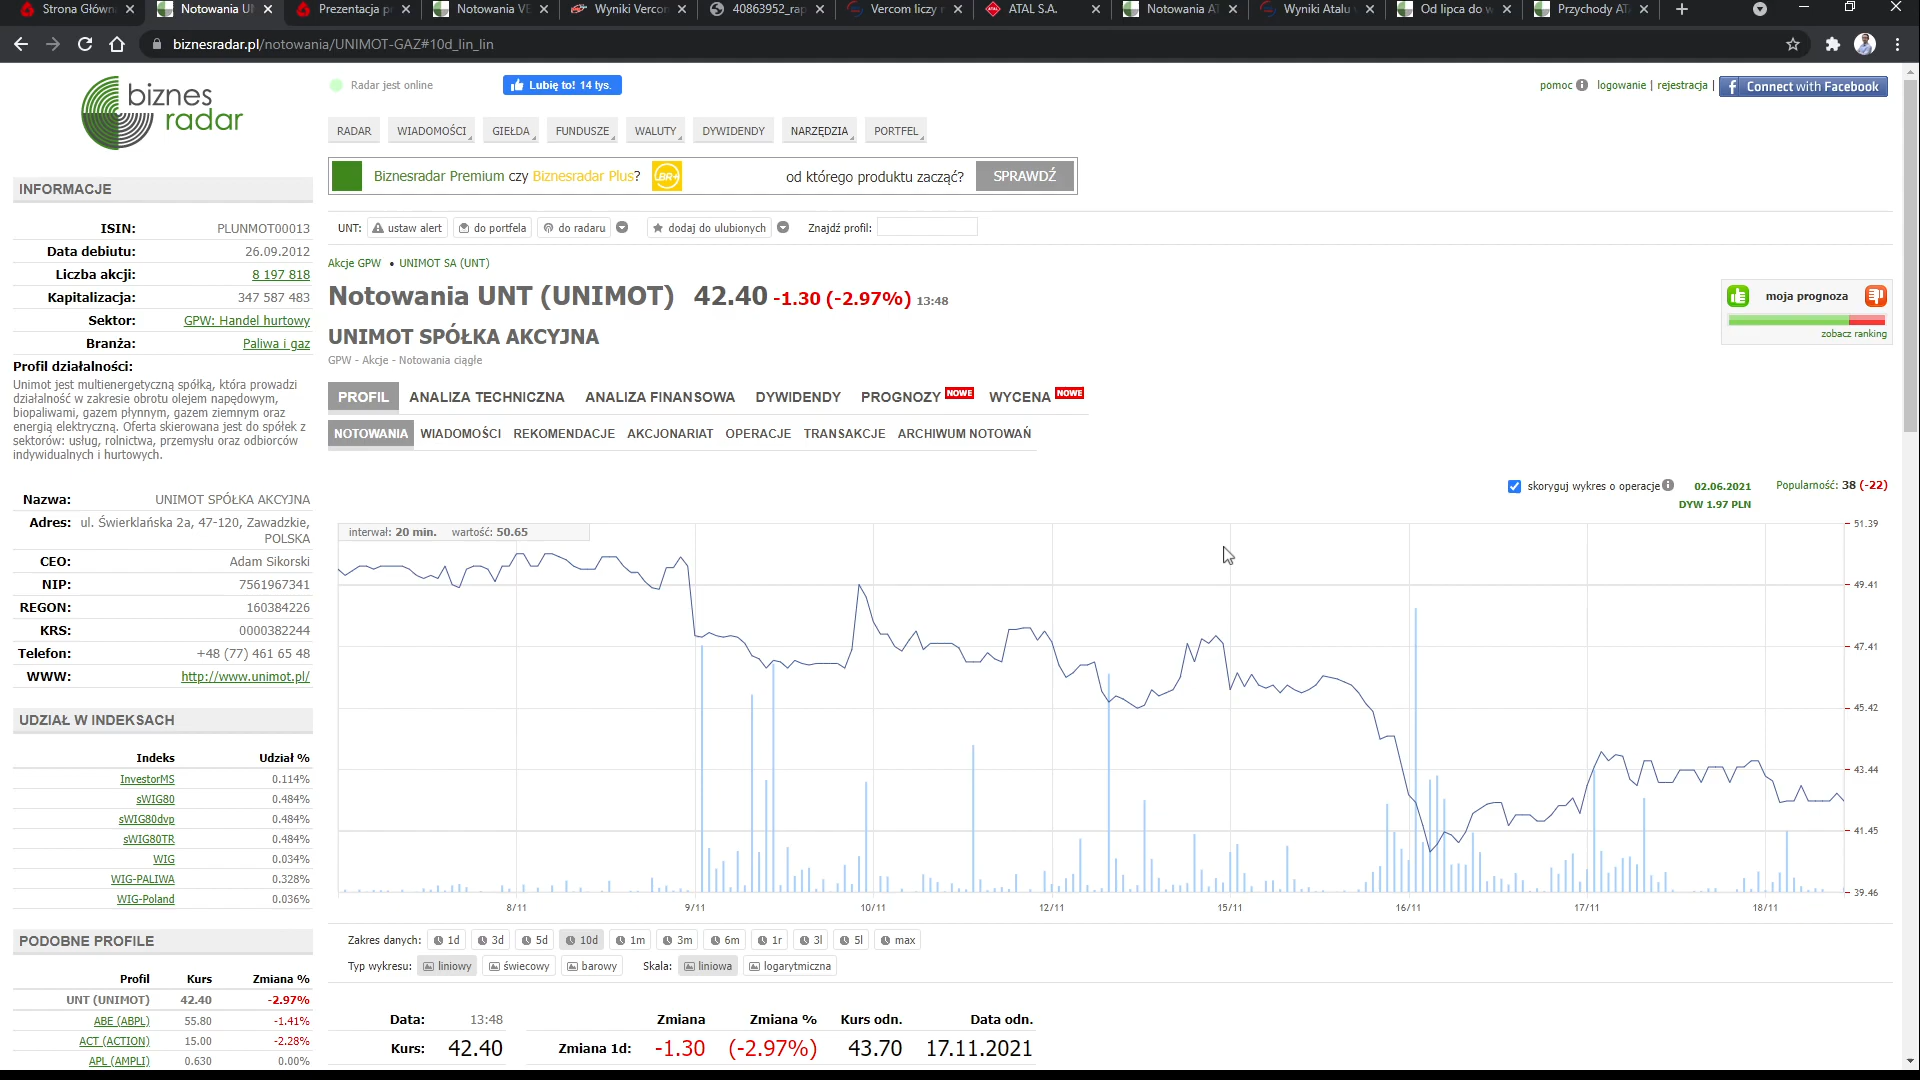 Strona Główn
Notowania UN
Prezentacja p
Notowania VE
Wyniki Vercon
40863952_rap
Vercom liczy r
ATAL S.A.
Notowania AT
Wyniki Atalu
Od lipca do w
Przychody AT
biznesradar.pl/notowania/UNIMOT-GAZ#10d_lin_lin
biznes
radar
Radar jest online
Lubię to! 14 tys.
pomoc
logowanie | rejestracja |
Connect with Facebook
RADAR WIADOMOŚCI GIEŁDA FUNDUSZE WALUTY DYWIDENDY NARZĘDZIA PORTFEL
Biznesradar Premium czy Biznesradar Plus? BR+ od którego produktu zacząć? SPRAWDŹ
UNT: ustaw alert do portfela do radaru dodaj do ulubionych Znajdź profil:
Akcje GPW • UNIMOT SA (UNT)
Notowania UNT (UNIMOT) 42.40 -1.30 (-2.97%) 13:48
UNIMOT SPÓŁKA AKCYJNA
GPW - Akcje - Notowania ciągłe
moja prognoza
zobacz ranking
PROFIL ANALIZA TECHNICZNA ANALIZA FINANSOWA DYWIDENDY PROGNOZY NOWE WYCENA NOWE
NOTOWANIA WIADOMOŚCI REKOMENDACJE AKCJONARIAT OPERACJE TRANSAKCJE ARCHIWUM NOTOWAŃ
INFORMACJE
ISIN: PLUNMOT00013
Data debiutu: 26.09.2012
Liczba akcji: 8 197 818
Kapitalizacja: 347 587 483
Sektor: GPW: Handel hurtowy
Branża: Paliwa i gaz
Profil działalności:
Unimot jest multienergetyczną spółką, która prowadzi
działalność w zakresie obrotu olejem napędowym,
biopaliwami, gazem płynnym, gazem ziemnym oraz
energią elektryczną. Oferta skierowana jest do spółek z
sektorów: usług, rolnictwa, przemysłu oraz odbiorców
indywidualnych i hurtowych.
Nazwa: UNIMOT SPÓŁKA AKCYJNA
Adres: ul. Świerklańska 2a, 47-120, Zawadzkie,
POLSKA
CEO: Adam Sikorski
NIP: 7561967341
REGON: 160384226
KRS: 0000382244
Telefon: +48 (77) 461 65 48
WWW: http://www.unimot.pl/
UDZIAŁ W INDEKSACH
Indeks Udział %
InvestorMS 0.114%
sWIG80 0.484%
sWIG80dvp 0.484%
sWIG80TR 0.484%
WIG 0.034%
WIG-PALIWA 0.328%
WIG-Poland 0.036%
PODOBNE PROFILE
Profil Kurs Zmiana %
UNT (UNIMOT) 42.40 -2.97%
ABE (ABPL) 55.80 -1.41%
ACT (ACTION) 15.00 -2.28%
APL (AMPLI) 0.630 0.00%
skoryguj wykres o operacje
02.06.2021
DYW 1.97 PLN
Popularność: 38 (-22)
interwał: 20 min. wartość: 50.65
51.39
49.41
47.41
45.42
43.44
41.45
39.46
8/11 9/11 10/11 12/11 15/11 16/11 17/11 18/11
Zakres danych: 1d 3d 5d 10d 1m 3m 6m 1r 3l 5l max
Typ wykresu: liniowy świecowy barowy Skala: liniowa logarytmiczna
Data: 13:48
Kurs: 42.40
Zmiana Zmiana % Kurs odn. Data odn.
Zmiana 1d: -1.30 (-2.97%) 43.70 17.11.2021